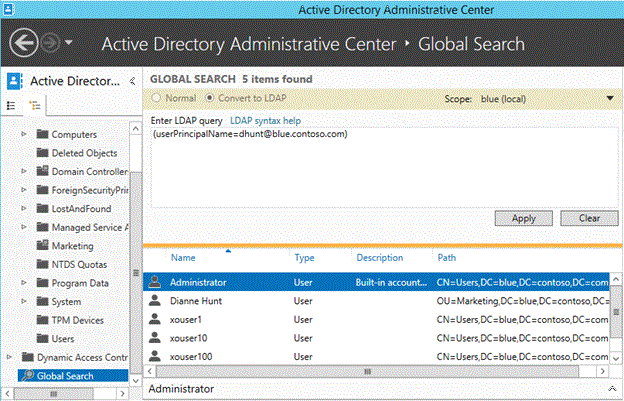 Active Directory Administrative Center
Active Directory Administrative Center • Global Search
Active Director...
Computers
Deleted Objects
Domain Controllers
ForeignSecurityPri
LostAndFound
Managed Service A
Marketing
NTDS Quotas
Program Data
System
TPM Devices
Users
Dynamic Access Contr
Global Search
GLOBAL SEARCH 5 items found
Normal Convert to LDAP Scope: blue (local)
Enter LDAP query LDAP syntax help
(userPrincipalName=dhunt@blue.contoso.com)
Apply Clear
Name Type Description Path
Administrator User Built-in account... CN=Users,DC=blue,DC=contoso,DC=com
Dianne Hunt User OU=Marketing,DC=blue,DC=contoso,DC=
xouser1 User CN=Users,DC=blue,DC=contoso,DC=com
xouser10 User CN=Users,DC=blue,DC=contoso,DC=com
xouser100 User CN=Users,DC=blue,DC=contoso,DC=com
Administrator